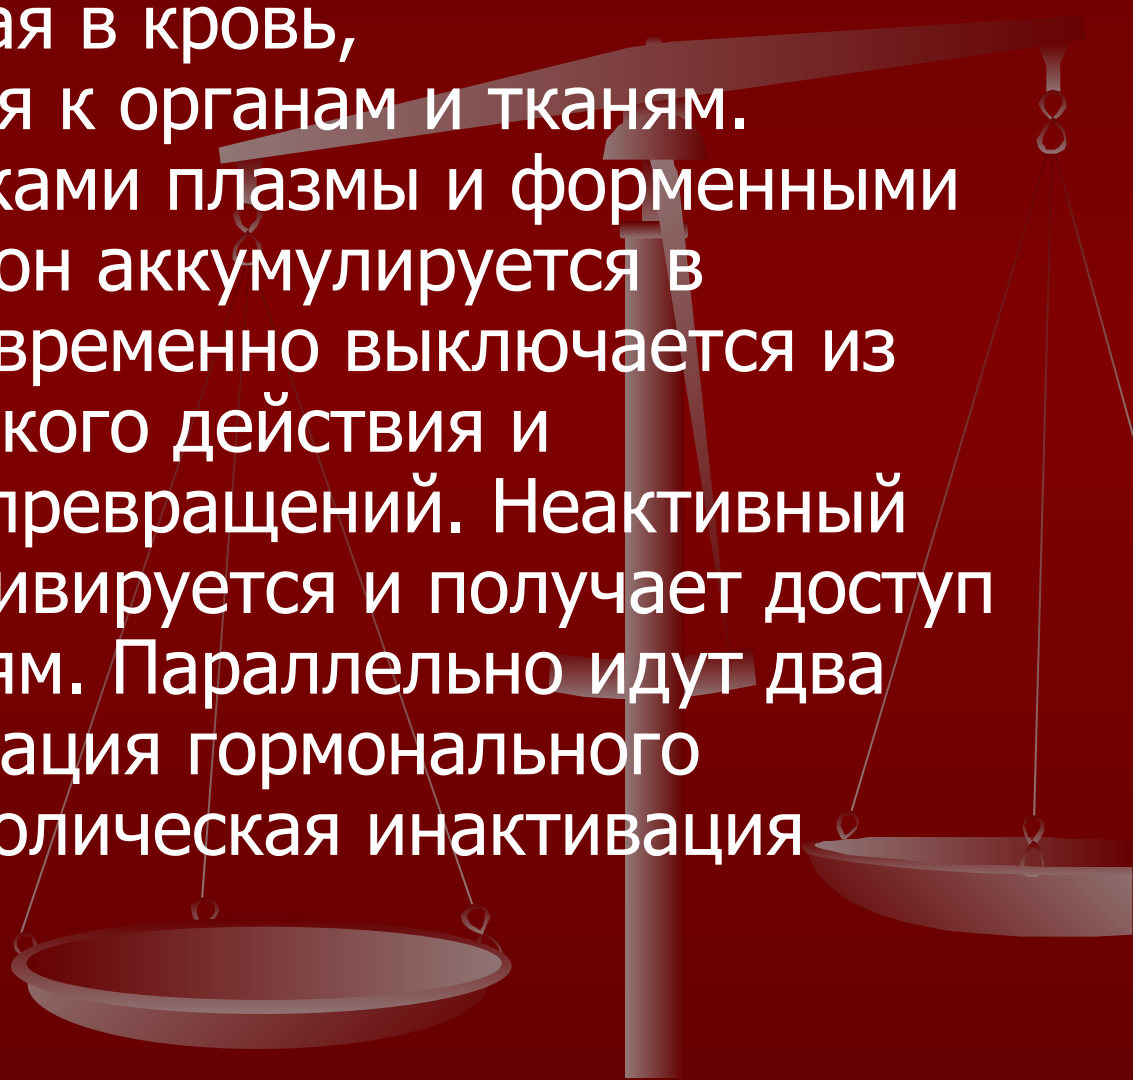 ая в кровь,
я к органам и тканям.
ками плазмы и форменными
он аккумулируется в
временно выключается из
кого действия и
превращений. Неактивный
ивируется и получает доступ
ям. Параллельно идут два
ация гормонального
олическая инактивация